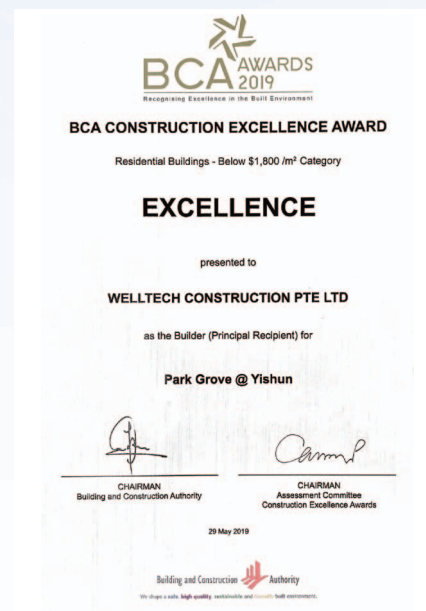 BCA AWARDS
2019
Recognising Excellence in the Built Environment
BCA CONSTRUCTION EXCELLENCE AWARD
Residential Buildings - Below $1,800 /m² Category
EXCELLENCE
presented to
WELLTECH CONSTRUCTION PTE LTD
as the Builder (Principal Recipient) for
Park Grove @ Yishun
CHAIRMAN
Building and Construction Authority
CHAIRMAN
Assessment Committee
Construction Excellence Awards
29 May 2019
Building and Construction Authority
We shape a safe, high quality, sustainable and friendly built environment.